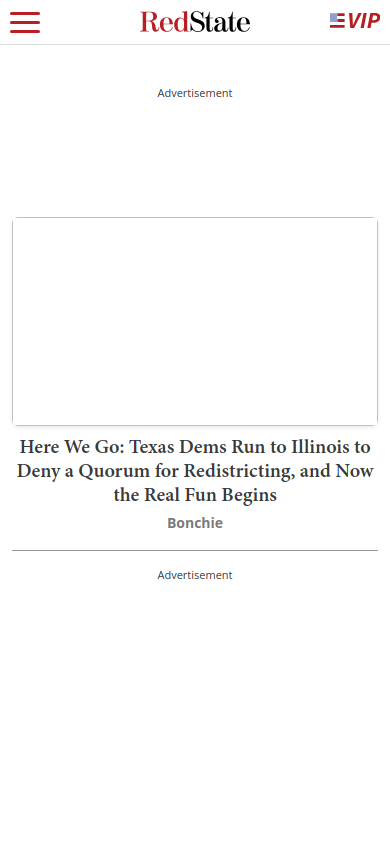 RedState
VIP
Advertisement
Here We Go: Texas Dems Run to Illinois to
Deny a Quorum for Redistricting, and Now
the Real Fun Begins
Bonchie
Advertisement